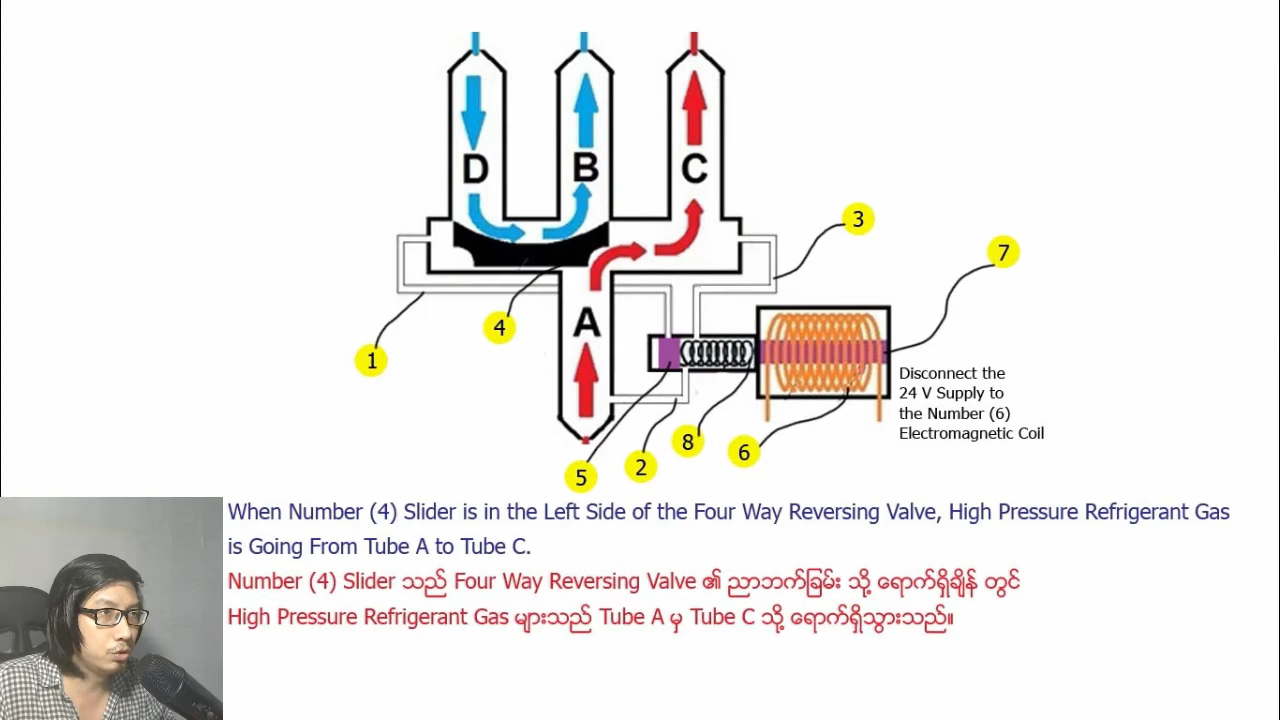 D
B
C
3
7
A
4
1
Disconnect the
24 V Supply to
the Number (6)
Electromagnetic Coil
8
6
2
5
When Number (4) Slider is in the Left Side of the Four Way Reversing Valve, High Pressure Refrigerant Gas
is Going From Tube A to Tube C.
Number (4) Slider သည် Four Way Reversing Valve ၏ ညာဘက်ခြမ်း သို့ ရောက်ရှိချိန် တွင်
High Pressure Refrigerant Gas များသည် Tube A မှ Tube C သို့ ရောက်ရှိသွားသည်။